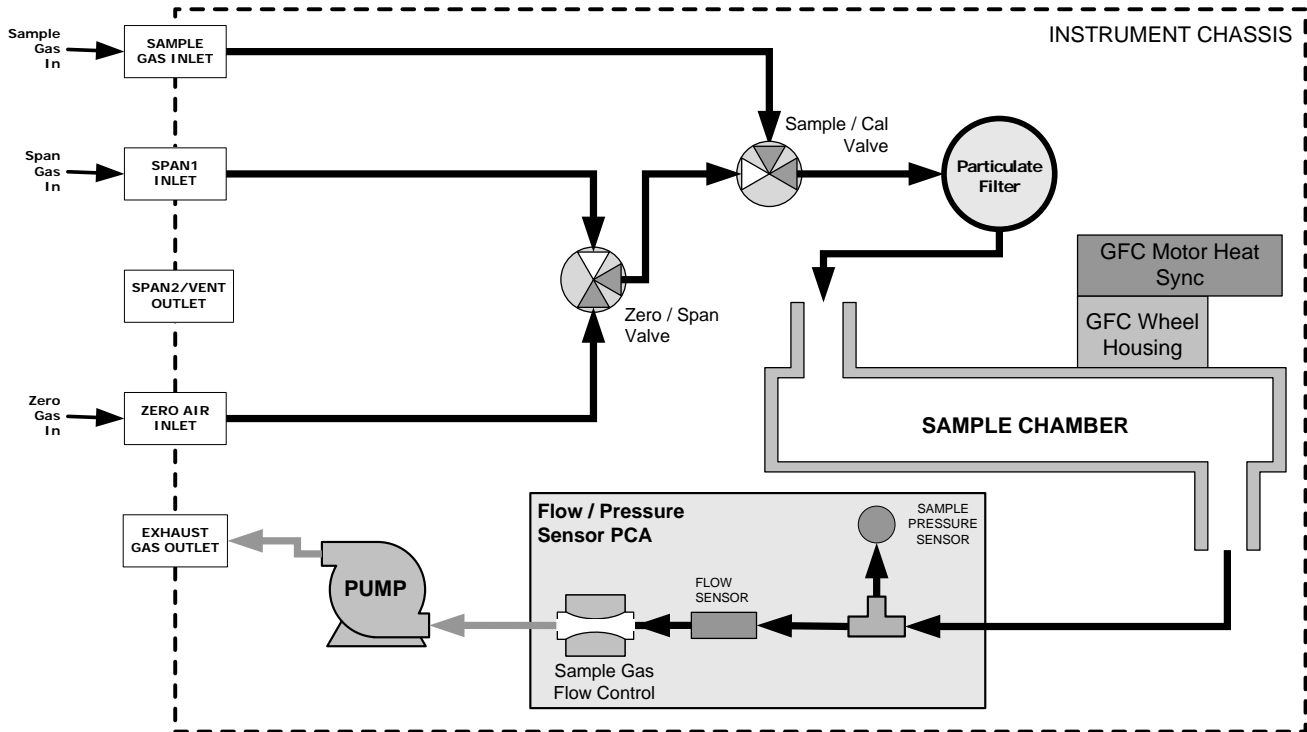 Sample
Gas
In
SAMPLE
GAS INLET
INSTRUMENT CHASSIS
Span
Gas
In
SPAN1
INLET
Sample / Cal
Valve
Particulate
Filter
SPAN2/VENT
OUTLET
Zero / Span
Valve
GFC Motor Heat
Sync
GFC Wheel
Housing
Zero
Gas
In
ZERO AIR
INLET
SAMPLE CHAMBER
EXHAUST
GAS OUTLET
PUMP
Flow / Pressure
Sensor PCA
SAMPLE
PRESSURE
SENSOR
FLOW
SENSOR
Sample Gas
Flow Control